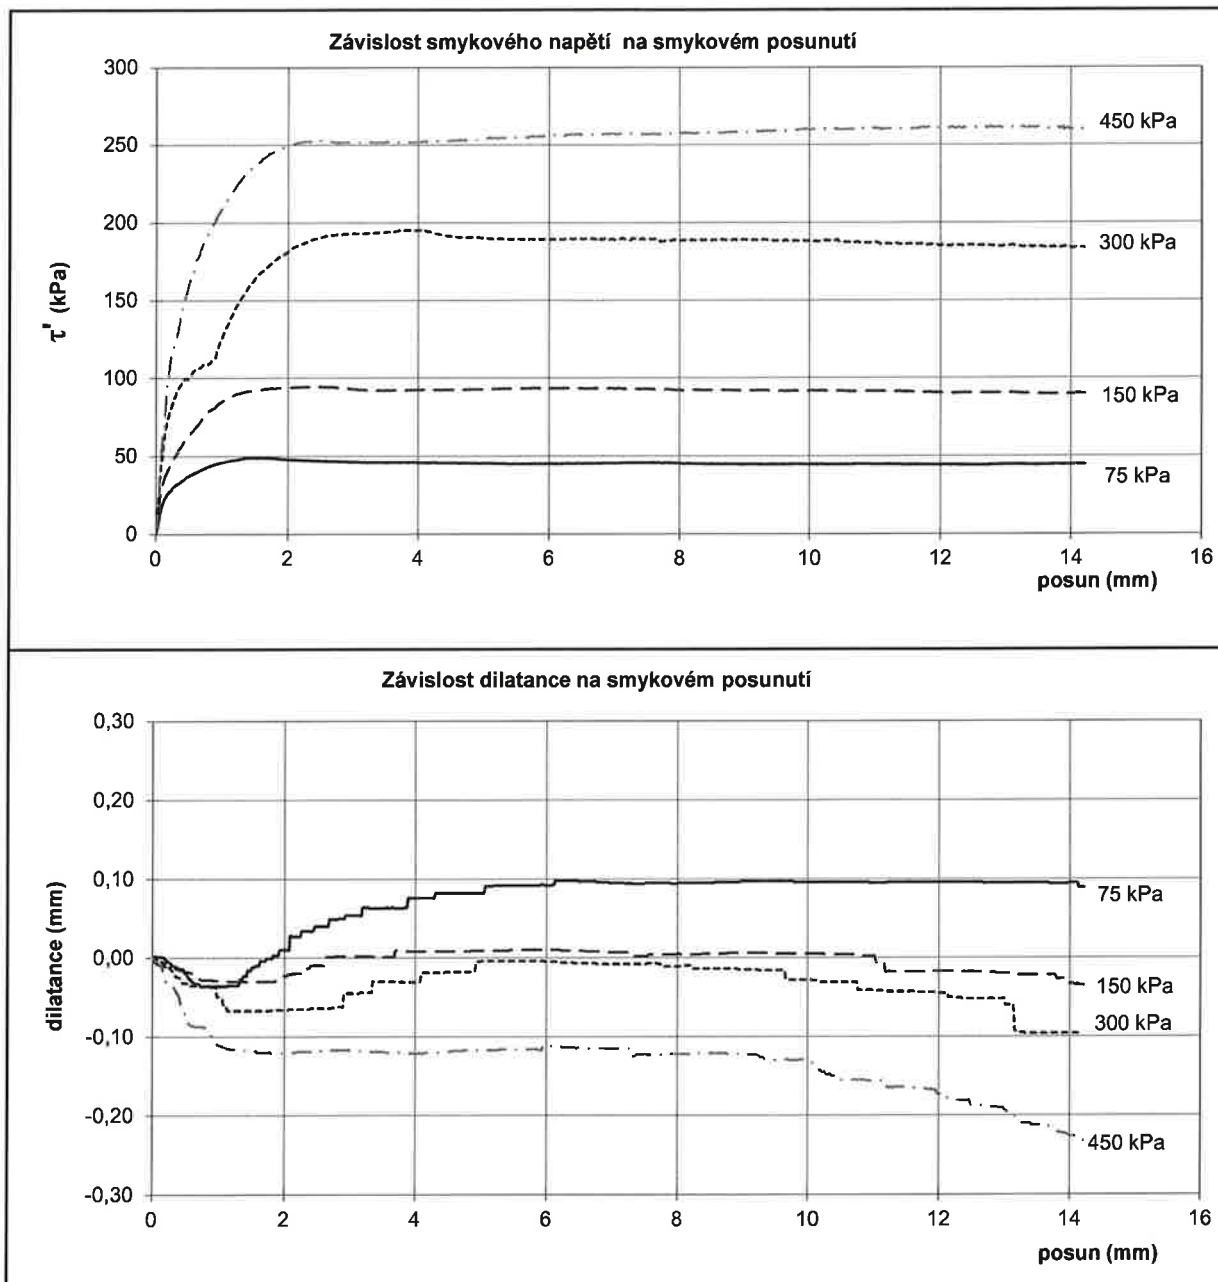 Závislost smykového napětí na smykovém posunutí
300
250
200
150
100
50
0
τ' (kPa)
450 kPa
300 kPa
150 kPa
75 kPa
0 2 4 6 8 10 12 14 16
posun (mm)
Závislost dilatance na smykovém posunutí
0,30
0,20
0,10
0,00
-0,10
-0,20
-0,30
dilatance (mm)
75 kPa
150 kPa
300 kPa
450 kPa
0 2 4 6 8 10 12 14 16
posun (mm)